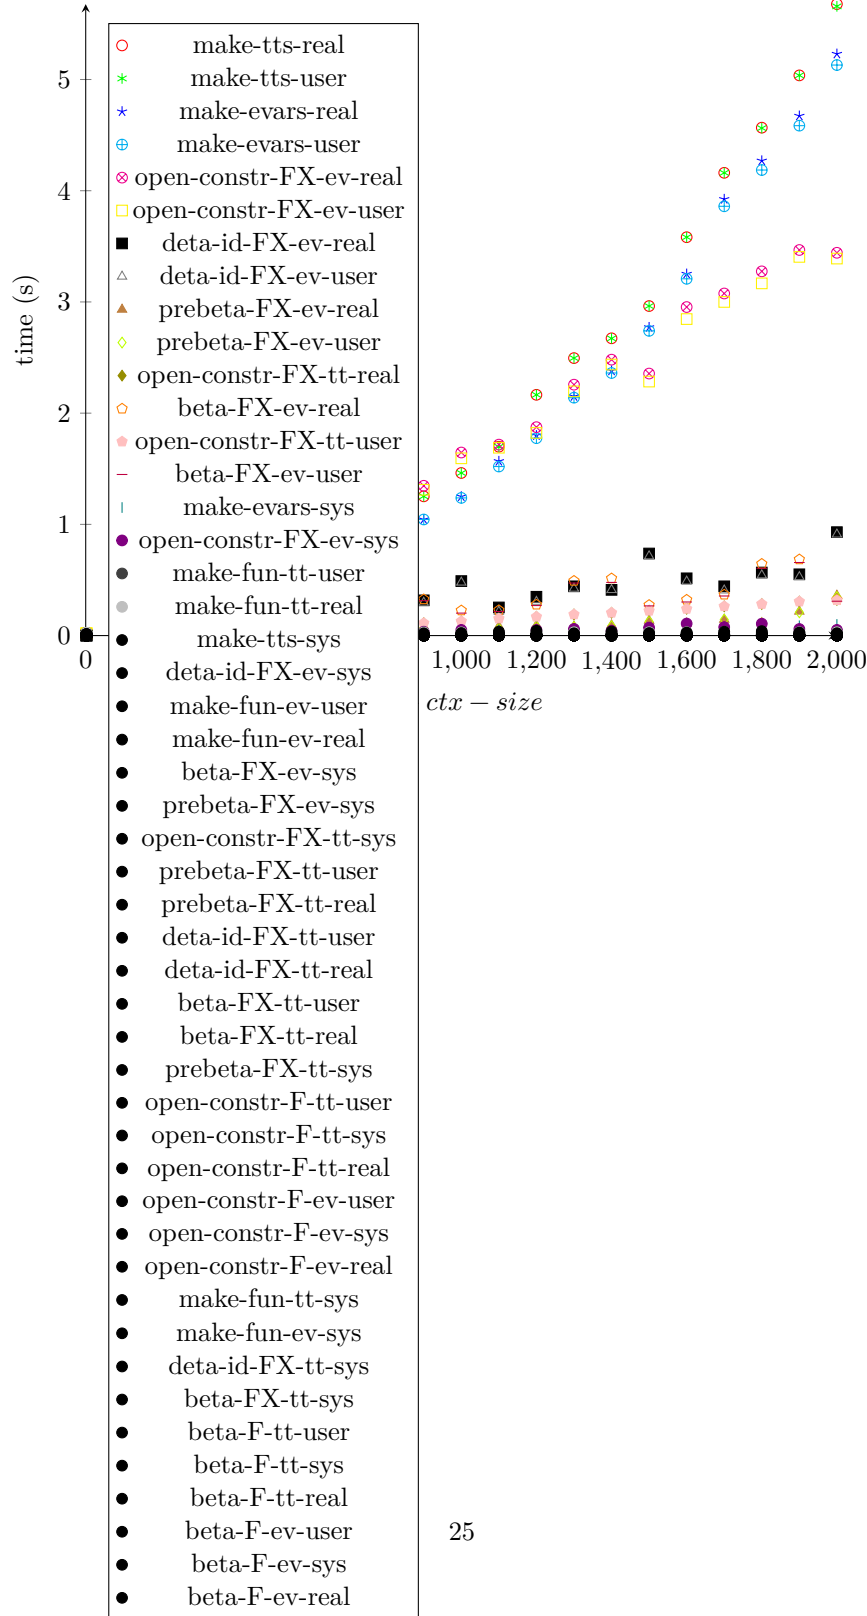 make-tts-real
make-tts-user
make-evars-real
make-evars-user
open-constr-FX-ev-real
open-constr-FX-ev-user
deta-id-FX-ev-real
deta-id-FX-ev-user
prebeta-FX-ev-real
prebeta-FX-ev-user
open-constr-FX-tt-real
beta-FX-ev-real
open-constr-FX-tt-user
beta-FX-ev-user
make-evars-sys
open-constr-FX-ev-sys
make-fun-tt-user
make-fun-tt-real
make-tts-sys
deta-id-FX-ev-sys
make-fun-ev-user
make-fun-ev-real
beta-FX-ev-sys
prebeta-FX-ev-sys
open-constr-FX-tt-sys
prebeta-FX-tt-user
prebeta-FX-tt-real
deta-id-FX-tt-user
deta-id-FX-tt-real
beta-FX-tt-user
beta-FX-tt-real
prebeta-FX-tt-sys
open-constr-F-tt-user
open-constr-F-tt-sys
open-constr-F-tt-real
open-constr-F-ev-user
open-constr-F-ev-sys
open-constr-F-ev-real
make-fun-tt-sys
make-fun-ev-sys
deta-id-FX-tt-sys
beta-FX-tt-sys
beta-F-tt-user
beta-F-tt-sys
beta-F-tt-real
beta-F-ev-user
beta-F-ev-sys
beta-F-ev-real
time (s)
5
4
3
2
1
0
0 1,000 1,200 1,400 1,600 1,800 2,000
ctx − size
25